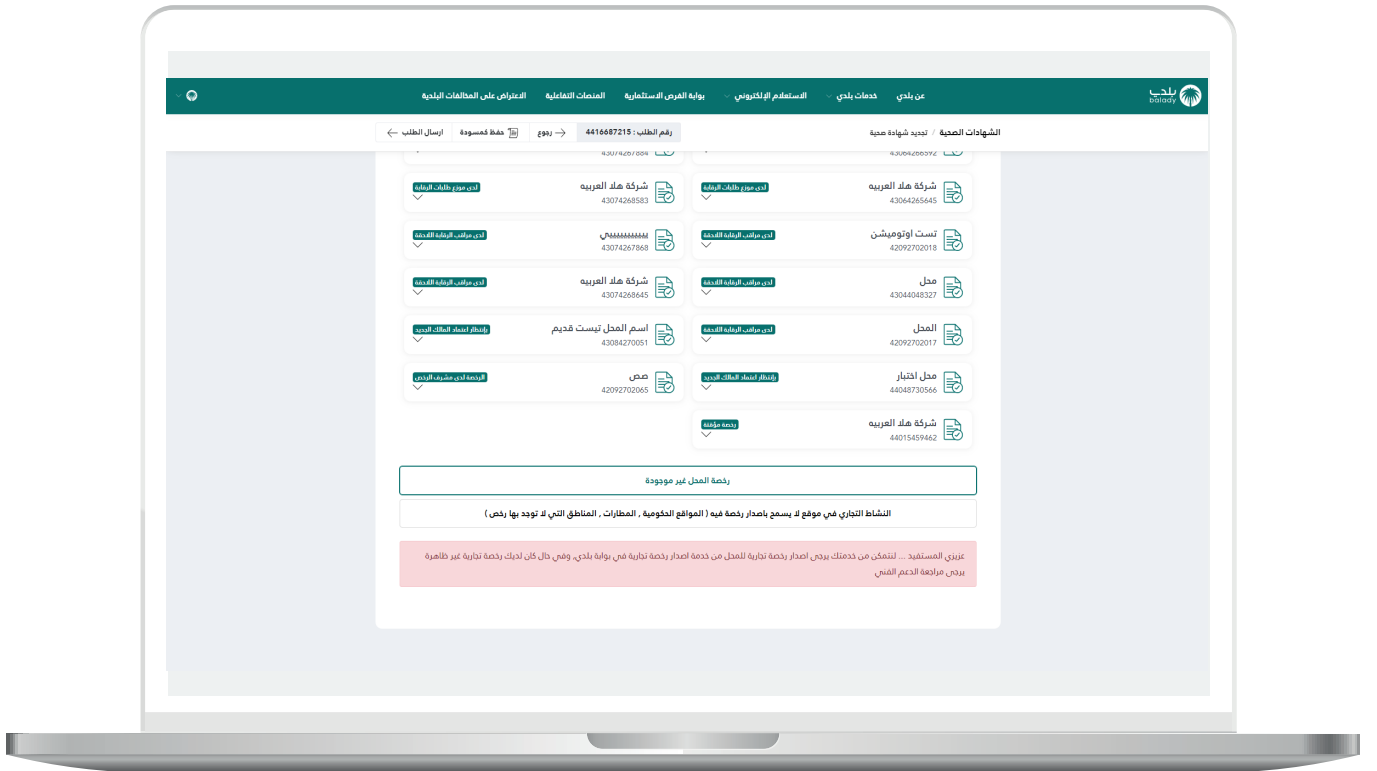 بلدي
balady
عن بلدي
خدمات بلدي
الاستعلام الإلكتروني
بوابة الفرص الاستثمارية
المنصات التفاعلية
الاعتراض على المخالفات البلدية
الشهادات الصحية / تجديد شهادة صحية
رقم الطلب : 4416687215
رجوع
حفظ كمسودة
ارسال الطلب
43064266592
43074267884
شركة هلا العربيه
لدى موزع طلبات الرقابة
43064265645
شركة هلا العربيه
لدى موزع طلبات الرقابة
43074268583
تست اوتوميشن
لدى مراقب الرقابة اللاحقة
42092702018
لدى مراقب الرقابة اللاحقة
43074267868
محل
لدى مراقب الرقابة اللاحقة
43044048327
شركة هلا العربيه
لدى مراقب الرقابة اللاحقة
43074268645
المحل
لدى مراقب الرقابة اللاحقة
42092702017
اسم المحل تيست قديم
بإنتظار اعتماد المالك الجديد
43084270051
محل اختبار
بإنتظار اعتماد المالك الجديد
44048730566
صص
الرخصة لدى مشرف الرخص
42092702065
شركة هلا العربيه
رخصة مؤقتة
44015459462
رخصة المحل غير موجودة
النشاط التجاري في موقع لا يسمح باصدار رخصة فيه ( المواقع الحكومية , المطارات , المناطق التي لا توجد بها رخص )
عزيزي المستفيد ... لنتمكن من خدمتك يرجى اصدار رخصة تجارية للمحل من خدمة اصدار رخصة تجارية في بوابة بلدي, وفي حال كان لديك رخصة تجارية غير ظاهرة
يرجى مراجعة الدعم الفني